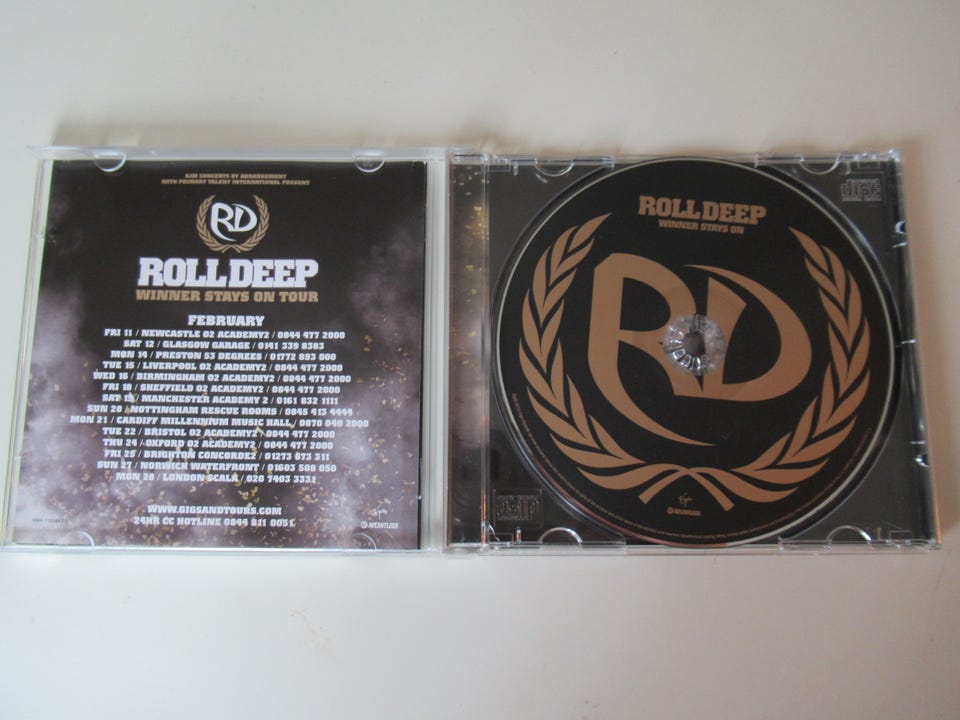 SJM CONCERTS BY ARRANGEMENT
WITH PRIMARY TALENT INTERNATIONAL PRESENT
RD
ROLL DEEP
WINNER STAYS ON TOUR
FEBRUARY
FRI 11 / NEWCASTLE O2 ACADEMY2 / 0844 477 2000
SAT 12 / GLASGOW GARAGE / 0141 339 8383
MON 14 / PRESTON 53 DEGREES / 01772 893 000
TUE 15 / LIVERPOOL O2 ACADEMY2 / 0844 477 2000
WED 16 / BIRMINGHAM O2 ACADEMY2 / 0844 477 2000
FRI 18 / SHEFFIELD O2 ACADEMY2 / 0844 477 2000
SAT 19 / MANCHESTER ACADEMY 2 / 0161 832 1111
SUN 20 / NOTTINGHAM RESCUE ROOMS / 0845 413 4444
MON 21 / CARDIFF MILLENNIUM MUSIC HALL / 0870 040 2000
TUE 22 / BRISTOL O2 ACADEMY2 / 0844 477 2000
THU 24 / OXFORD O2 ACADEMY2 / 0844 477 2000
FRI 25 / BRIGHTON CONCORDE2 / 01273 673 311
SUN 27 / NORWICH WATERFRONT / 01603 508 050
MON 28 / LONDON SCALA / 020 7403 3331
WWW.GIGSANDTOURS.COM
24HR CC HOTLINE 0844 811 0051
RELENTLESS
Virgin
ROLL DEEP
WINNER STAYS ON
RD
Virgin
RELENTLESS
disc
disc